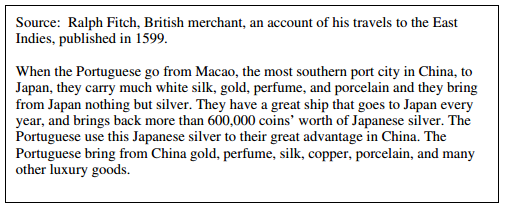 Source:  Ralph Fitch, British merchant, an account of his travels to the East
Indies, published in 1599.
When the Portuguese go from Macao, the most southern port city in China, to
Japan, they carry much white silk, gold, perfume, and porcelain and they bring
from Japan nothing but silver. They have a great ship that goes to Japan every
year, and brings back more than 600,000 coins’ worth of Japanese silver. The
Portuguese use this Japanese silver to their great advantage in China. The
Portuguese bring from China gold, perfume, silk, copper, porcelain, and many
other luxury goods.